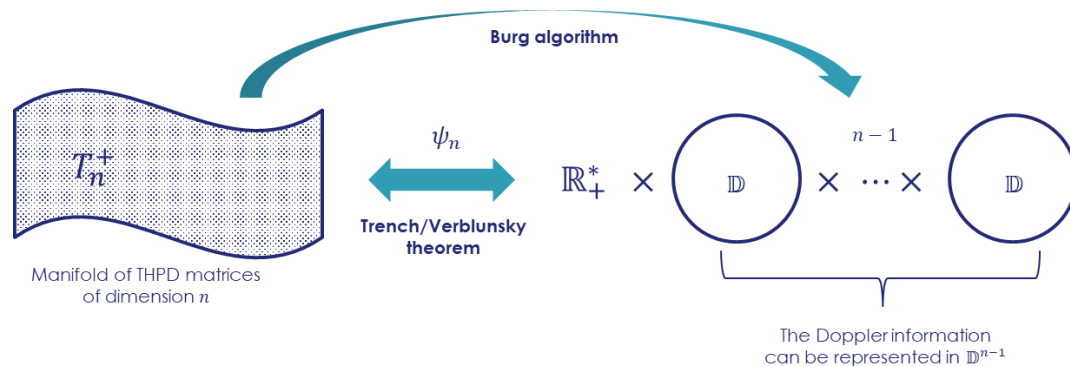 Burg algorithm
𝑇ₙ⁺
𝜓ₙ
Trench/Verblunsky
theorem
ℝ₊* ×
𝔻
𝑛 − 1
× ⋯ ×
𝔻
Manifold of THPD matrices
of dimension 𝑛
The Doppler information
can be represented in 𝔻ⁿ⁻¹